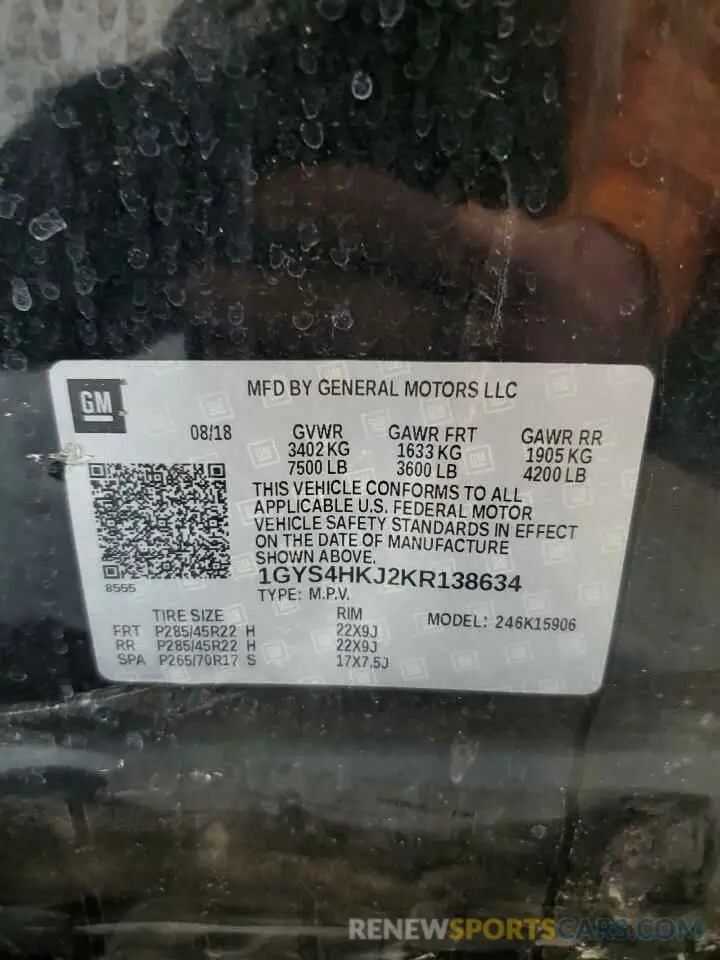 GM
MFD BY GENERAL MOTORS LLC
08/18
GVWR GAWR FRT GAWR RR
3402 KG 1633 KG 1905 KG
7500 LB 3600 LB 4200 LB
THIS VEHICLE CONFORMS TO ALL
APPLICABLE U.S. FEDERAL MOTOR
VEHICLE SAFETY STANDARDS IN EFFECT
ON THE DATE OF MANUFACTURE
SHOWN ABOVE.
1GYS4HKJ2KR138634
8555
TYPE: M.P.V.
TIRE SIZE RIM MODEL: 246K15906
FRT P285/45R22 H 22X9J
RR P285/45R22 H 22X9J
SPA P265/70R17 S 17X7.5J
RENEWSPORTSCARS.COM